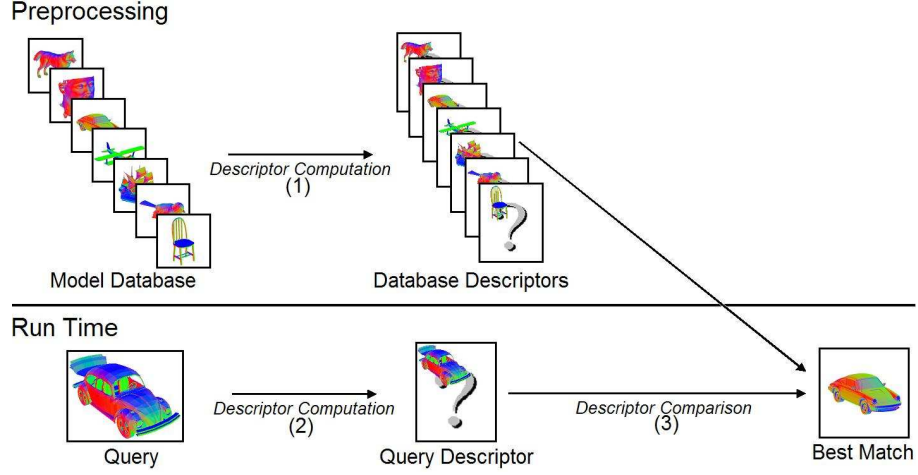 Preprocessing
Descriptor Computation
(1)
Model Database
Database Descriptors
Run Time
Descriptor Computation
(2)
Descriptor Comparison
(3)
Query
Query Descriptor
Best Match